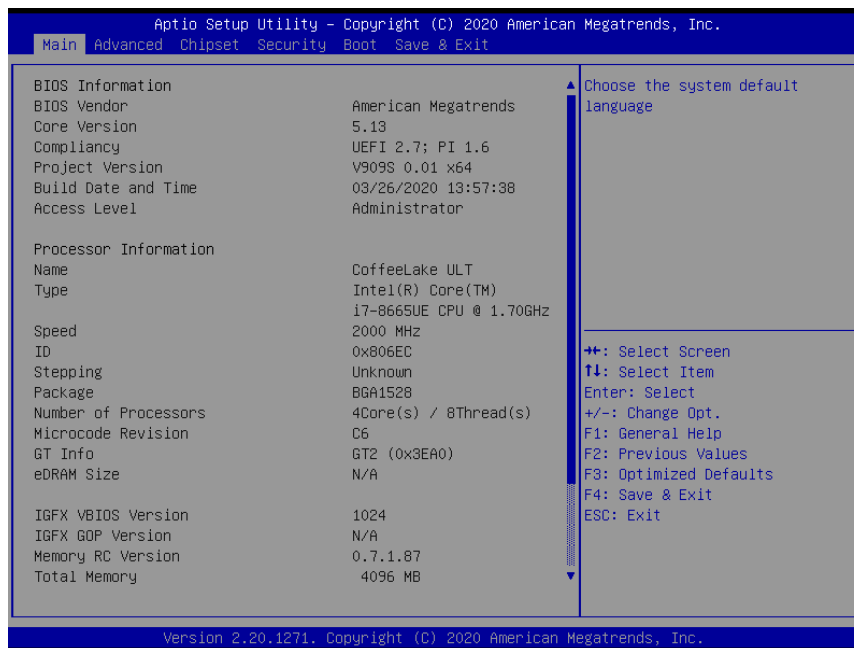 Aptio Setup Utility – Copyright (C) 2020 American Megatrends, Inc.
Main Advanced Chipset Security Boot Save & Exit
BIOS Information
BIOS Vendor American Megatrends
Core Version 5.13
Compliancy UEFI 2.7; PI 1.6
Project Version V909S 0.01 x64
Build Date and Time 03/26/2020 13:57:38
Access Level Administrator
Processor Information
Name CoffeeLake ULT
Type Intel(R) Core(TM)
i7-8665UE CPU @ 1.70GHz
Speed 2000 MHz
ID 0x806EC
Stepping Unknown
Package BGA1528
Number of Processors 4Core(s) / 8Thread(s)
Microcode Revision C6
GT Info GT2 (0x3EA0)
eDRAM Size N/A
IGFX VBIOS Version 1024
IGFX GOP Version N/A
Memory RC Version 0.7.1.87
Total Memory 4096 MB
Choose the system default
language
→←: Select Screen
↑↓: Select Item
Enter: Select
+/-: Change Opt.
F1: General Help
F2: Previous Values
F3: Optimized Defaults
F4: Save & Exit
ESC: Exit
Version 2.20.1271. Copyright (C) 2020 American Megatrends, Inc.